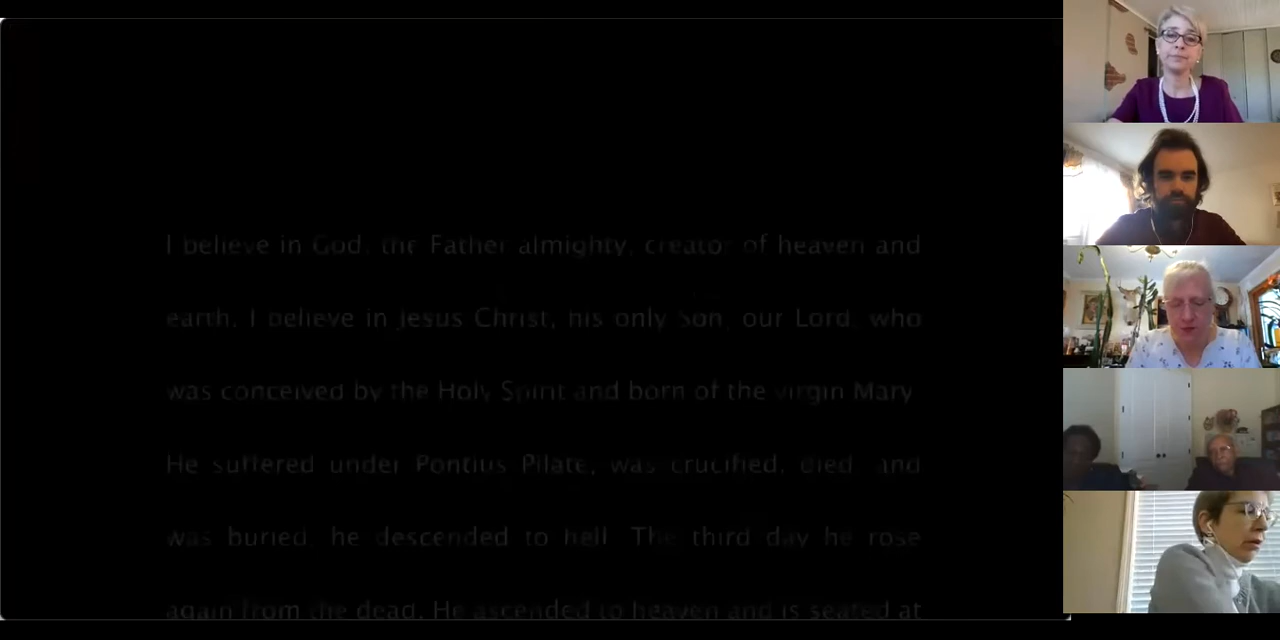 I believe in God, the Father almighty, creator of heaven and
earth. I believe in Jesus Christ, his only Son, our Lord, who
was conceived by the Holy Spirit and born of the virgin Mary
He suffered under Pontius Pilate, was crucified, died and
was buried, he descended to hell. The third day he rose
again from the dead. He ascended to heaven and is seated at